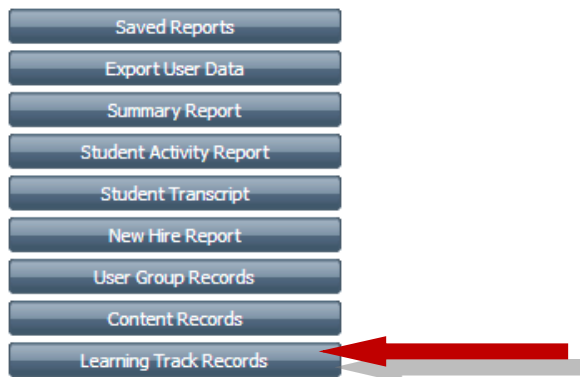 Saved Reports
Export User Data
Summary Report
Student Activity Report
Student Transcript
New Hire Report
User Group Records
Content Records
Learning Track Records